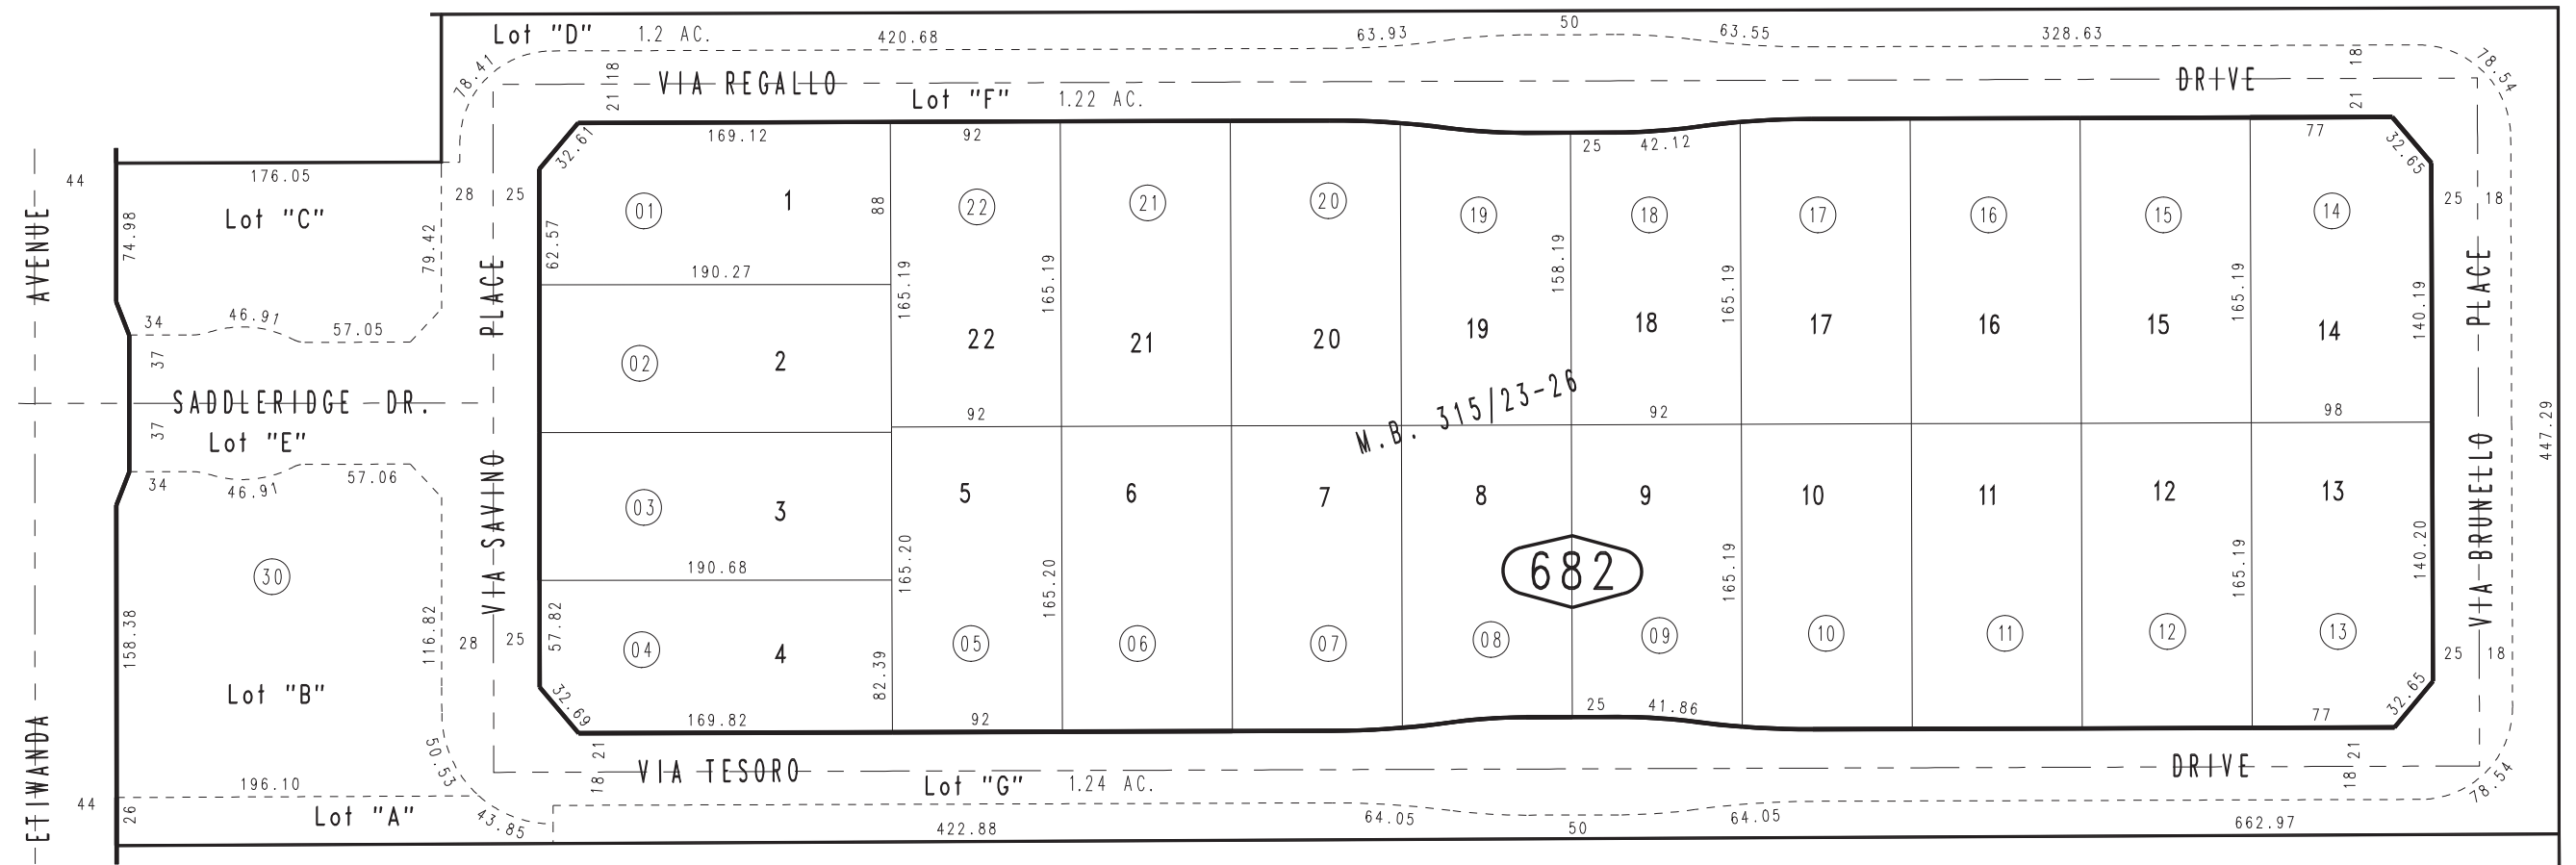 Lot "D" 1.2 AC. 420.68 63.93 50 63.55 328.63
78.41 21 18 VIA REGALLO DRIVE 18 21 78.54
Lot "F" 1.22 AC.
32.61 169.12 92 25 42.12 77 32.65
44 176.05 28 25 25 18
AVENUE 74.98 Lot "C" 79.42 PLACE 62.57
01 1 88 22 21 20 19 18 17 16 15 14
190.27 165.19 165.19 158.19 165.19 165.19 140.19 PLACE
34 46.91 57.05
37
02 2 22 21 20 19 18 17 16 15 14
SADDLERIDGE DR.
92 M.B. 315/23-26 92 98 447.29
37 Lot "E"
34 46.91 57.06
VIA SAVINO
03 3 5 6 7 8 9 10 11 12 13
VIA BRUNELLO
30 190.68 165.20 165.20 682 165.19 165.19 140.20
158.38 116.82 28 25 57.82
04 4 82.39 05 06 07 08 09 10 11 12 13
25 18
Lot "B"
32.69 169.82 92 25 41.86 77 32.65
ETIWANDA 50.53
18 21 VIA TESORO DRIVE 18 21 78.54
196.10 Lot "G" 1.24 AC.
44 26 Lot "A" 43.85 422.88 64.05 50 64.05 662.97